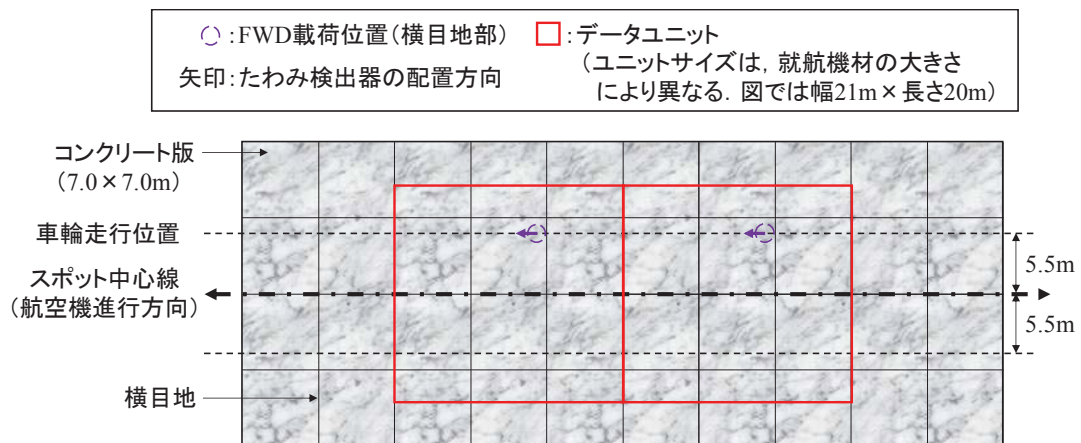 :FWD載荷位置(横目地部)
:データユニット
(ユニットサイズは, 就航機材の大きさ
により異なる. 図では幅21m×長さ20m)
矢印:たわみ検出器の配置方向
コンクリート版
(7.0×7.0m)
車輪走行位置
スポット中心線
(航空機進行方向)
横目地
5.5m
5.5m